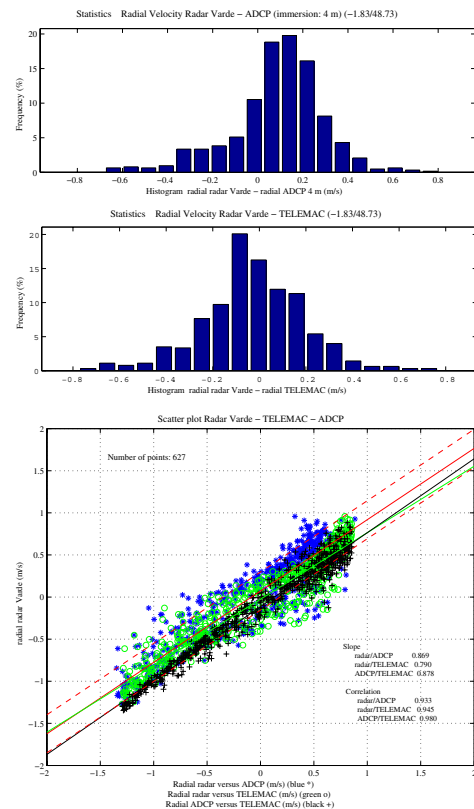 Statistics Radial Velocity Radar Varde − ADCP (immersion: 4 m) (−1.83/48.73)
20
15
10
5
0
Frequency (%)
−0.8 −0.6 −0.4 −0.2 0 0.2 0.4 0.6 0.8
Histogram radial radar Varde − radial ADCP 4 m (m/s)
Statistics Radial Velocity Radar Varde − TELEMAC (−1.83/48.73)
20
15
10
5
0
Frequency (%)
−0.8 −0.6 −0.4 −0.2 0 0.2 0.4 0.6 0.8
Histogram radial radar Varde − radial TELEMAC (m/s)
Scatter plot Radar Varde − TELEMAC − ADCP
2
1.5
1
0.5
0
−0.5
−1
−1.5
−2
radial radar Varde (m/s)
Number of points: 627
Slope
radar/ADCP 0.869
radar/TELEMAC 0.790
ADCP/TELEMAC 0.878
Correlation
radar/ADCP 0.933
radar/TELEMAC 0.945
ADCP/TELEMAC 0.980
−2 −1.5 −1 −0.5 0 0.5 1 1.5 2
Radial radar versus ADCP (m/s) (blue *)
Radial radar versus TELEMAC (m/s) (green o)
Radial ADCP versus TELEMAC (m/s) (black +)